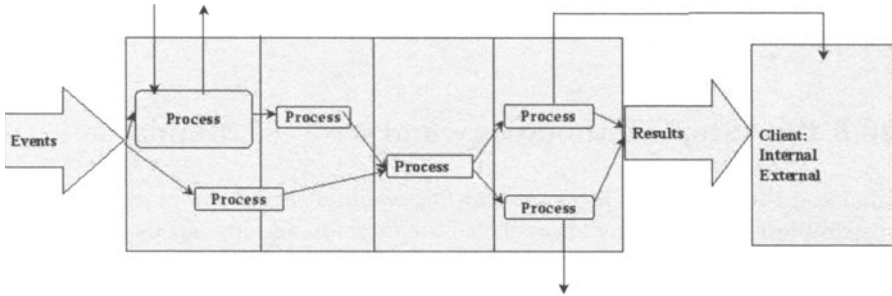 Process
Process
Process
Events
Results
Client:
Internal
External
Process
Process
Process